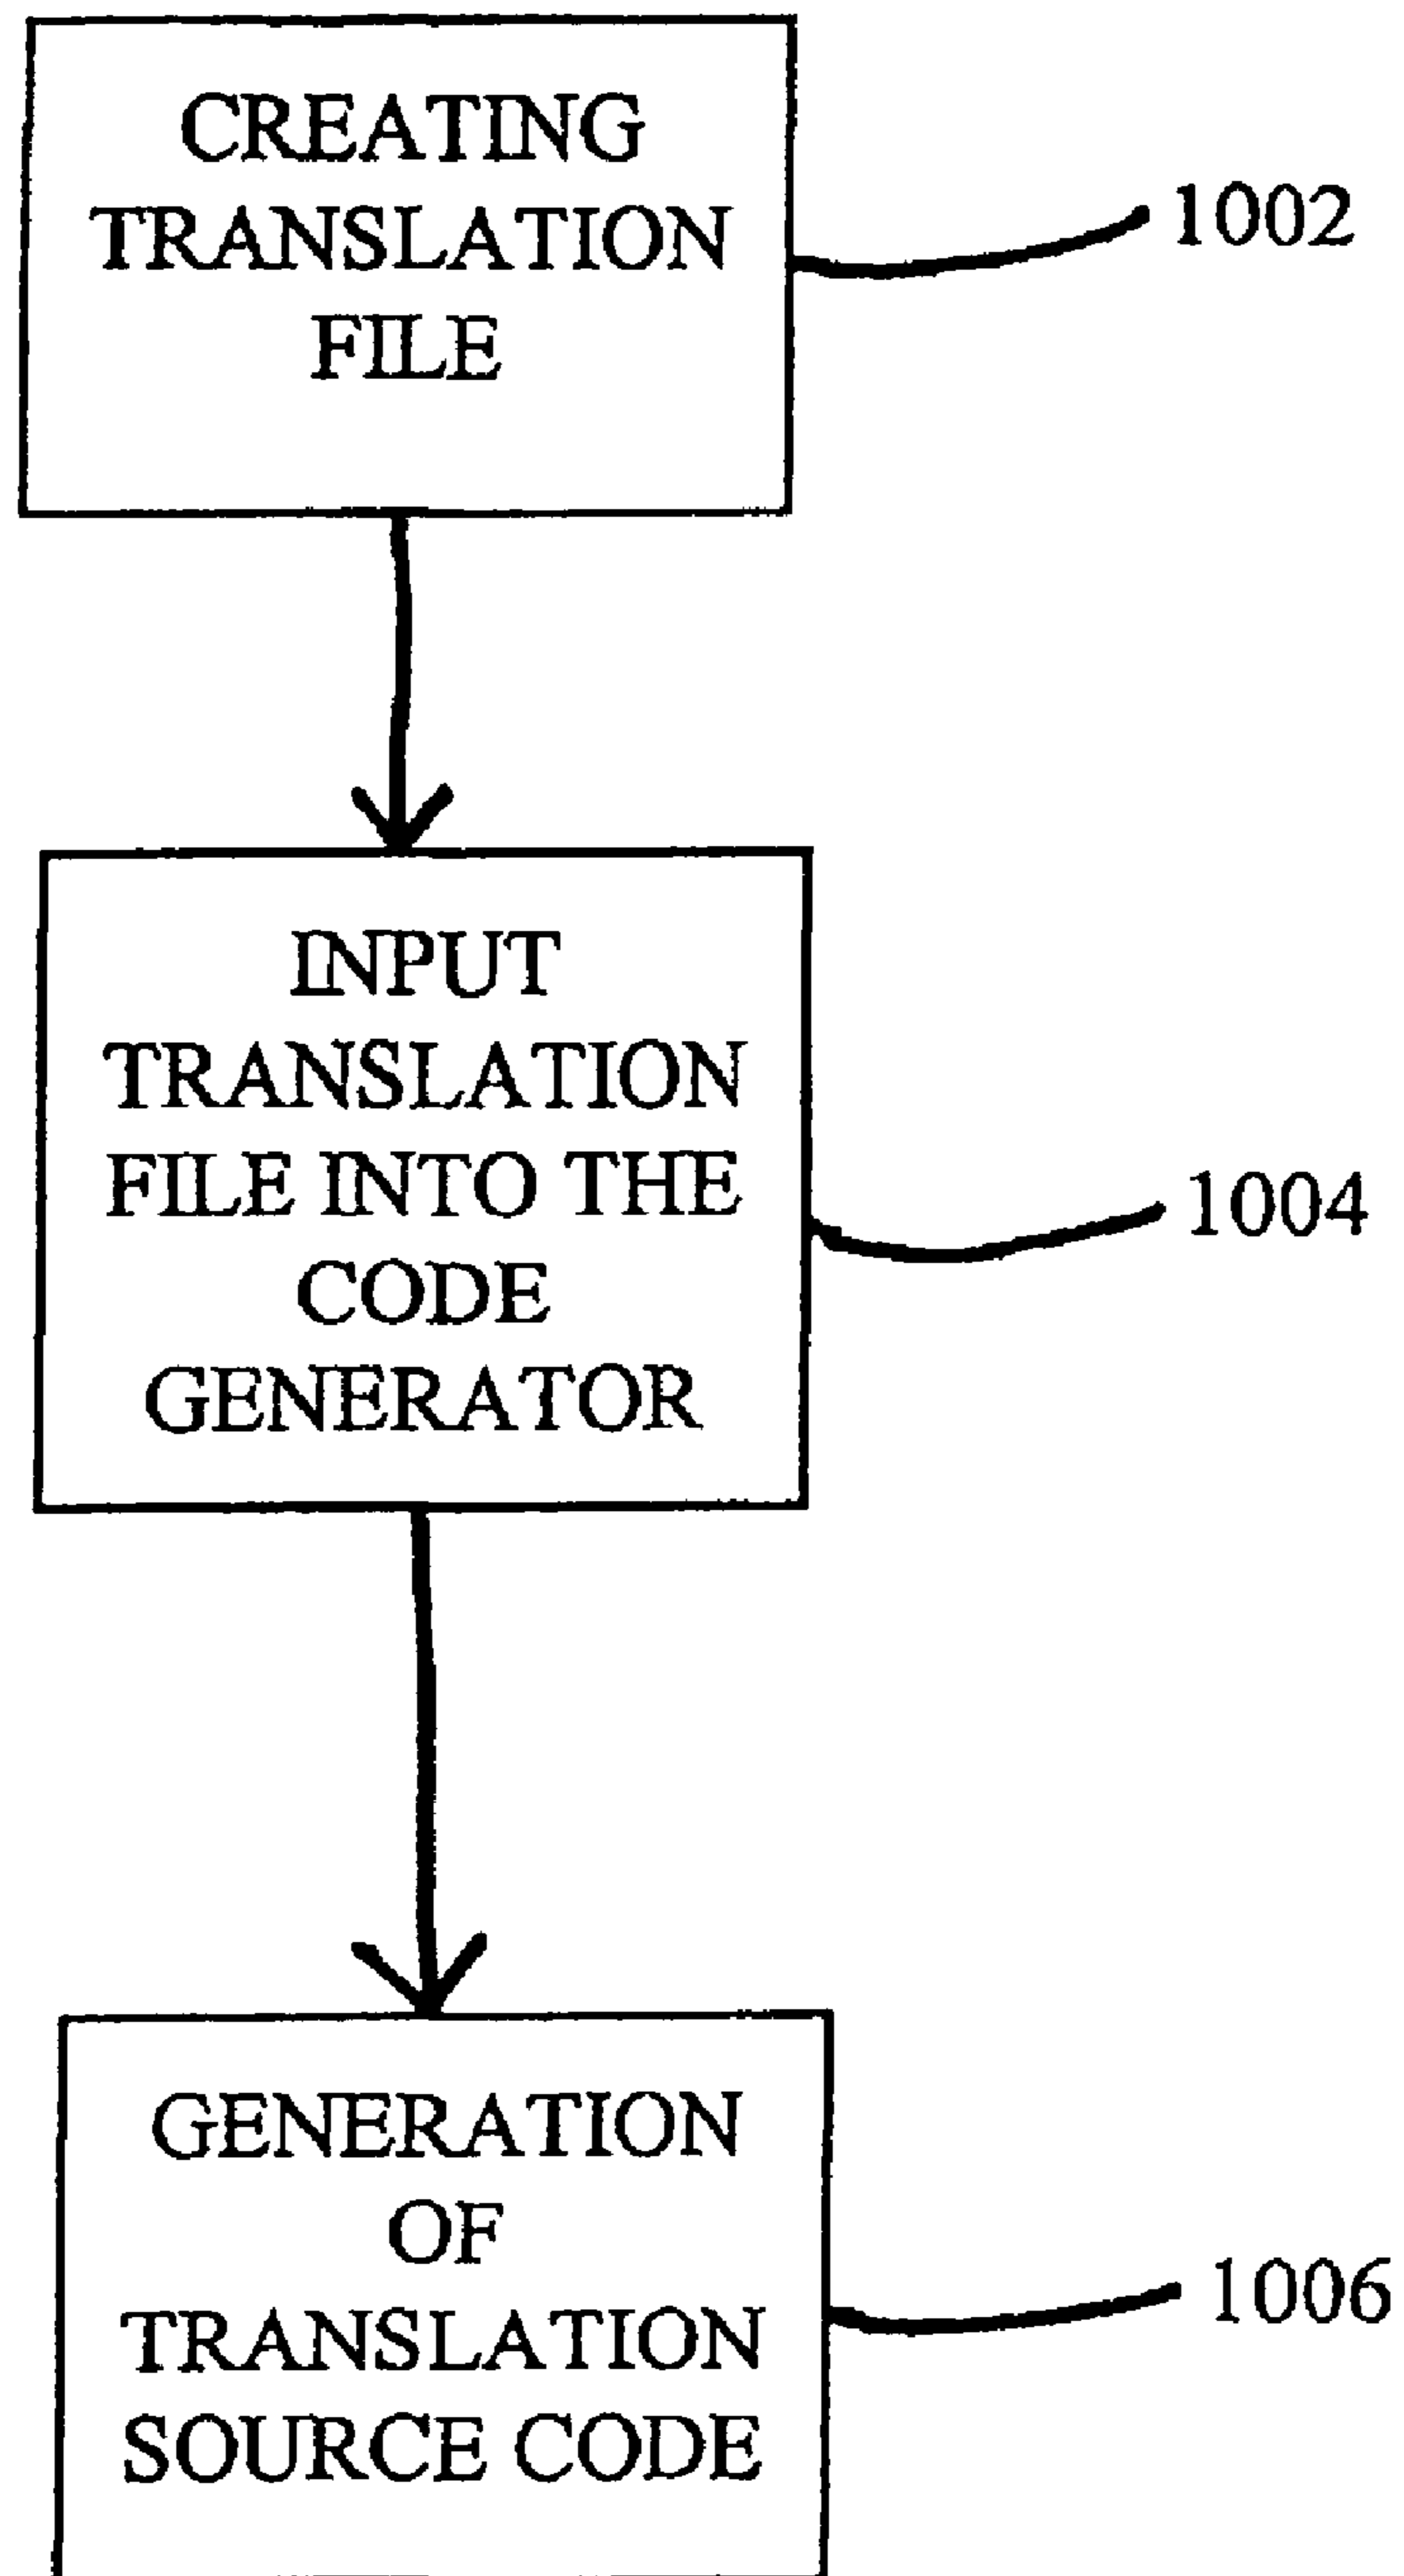 CREATING
TRANSLATION
FILE
1002
INPUT
TRANSLATION
FILE INTO THE
CODE
GENERATOR
1004
GENERATION
OF
TRANSLATION
SOURCE CODE
1006